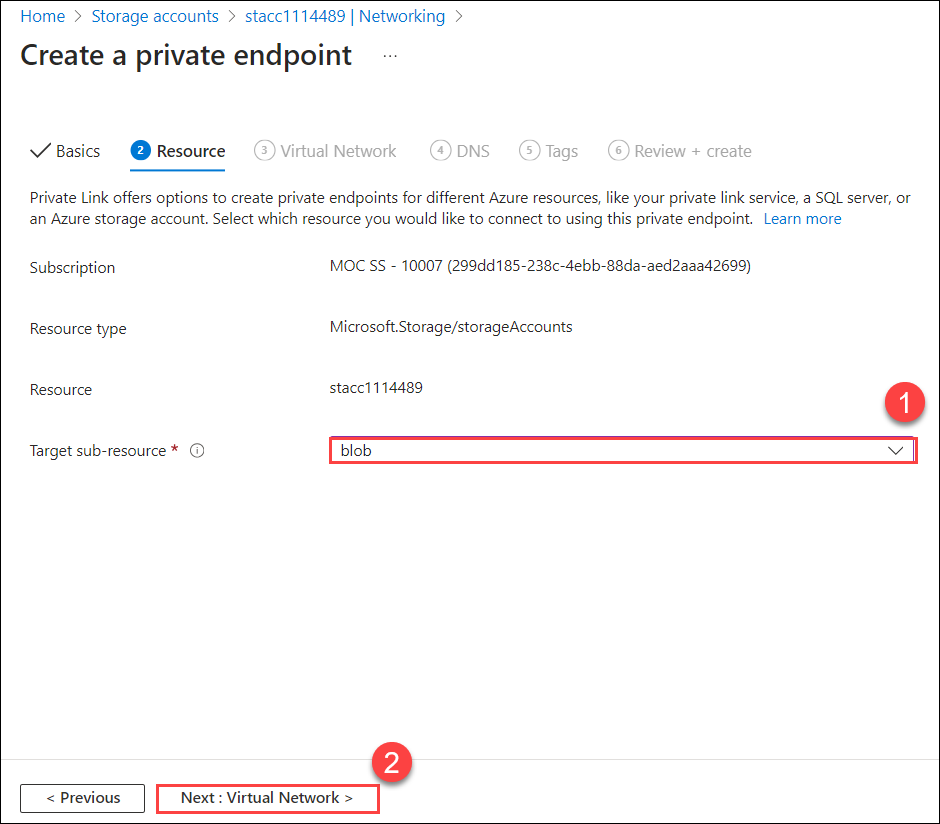 Home > Storage accounts > stacc1114489 | Networking >
Create a private endpoint ...
Basics 2 Resource 3 Virtual Network 4 DNS 5 Tags 6 Review + create
Private Link offers options to create private endpoints for different Azure resources, like your private link service, a SQL server, or
an Azure storage account. Select which resource you would like to connect to using this private endpoint. Learn more
Subscription MOC SS - 10007 (299dd185-238c-4ebb-88da-aed2aaa42699)
Resource type Microsoft.Storage/storageAccounts
Resource stacc1114489
1
Target sub-resource * blob
2
< Previous Next : Virtual Network >